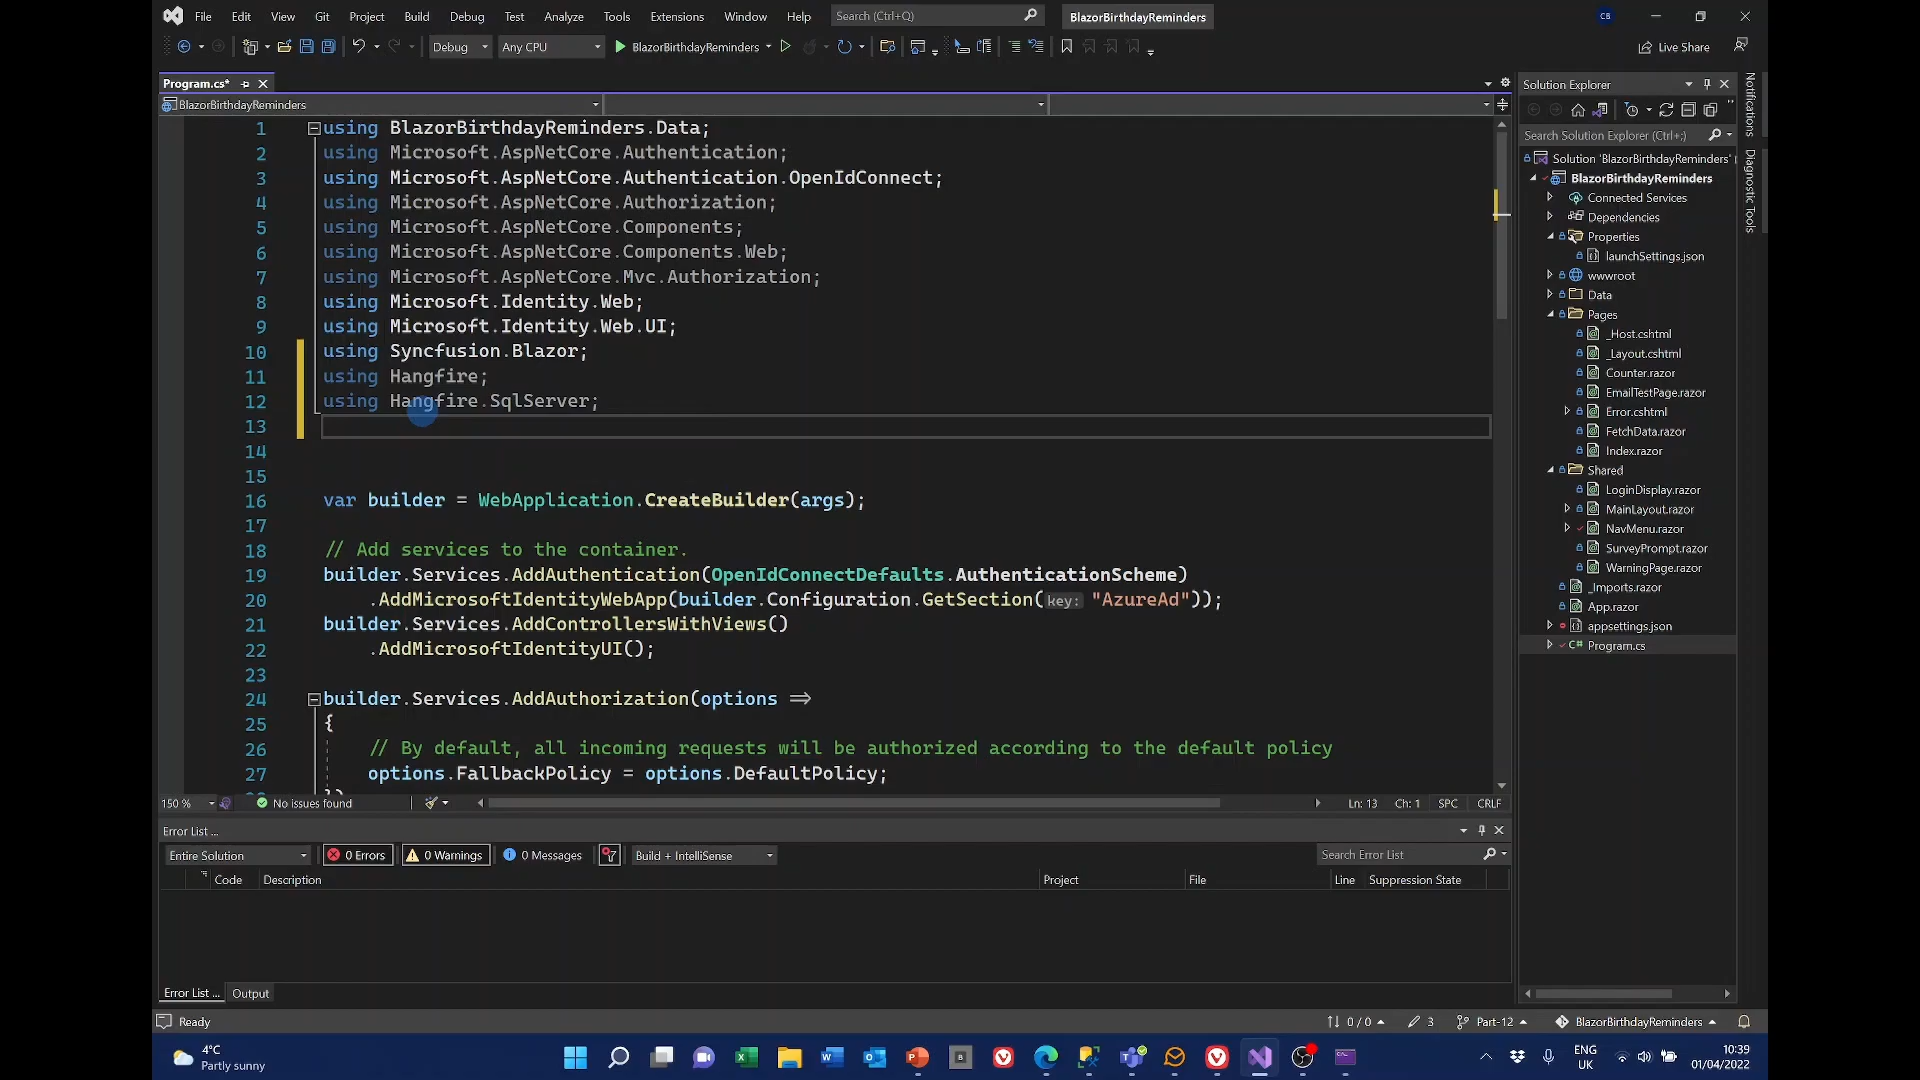 File Edit View Git Project Build Debug Test Analyze Tools Extensions Window Help Search (Ctrl+Q) BlazorBirthdayReminders CB
Debug Any CPU BlazorBirthdayReminders Live Share
Program.cs*
BlazorBirthdayReminders
1 using BlazorBirthdayReminders.Data;
2 using Microsoft.AspNetCore.Authentication;
3 using Microsoft.AspNetCore.Authentication.OpenIdConnect;
4 using Microsoft.AspNetCore.Authorization;
5 using Microsoft.AspNetCore.Components;
6 using Microsoft.AspNetCore.Components.Web;
7 using Microsoft.AspNetCore.Mvc.Authorization;
8 using Microsoft.Identity.Web;
9 using Microsoft.Identity.Web.UI;
10 using Syncfusion.Blazor;
11 using Hangfire;
12 using Hangfire.SqlServer;
13
14
15
16 var builder = WebApplication.CreateBuilder(args);
17
18 // Add services to the container.
19 builder.Services.AddAuthentication(OpenIdConnectDefaults.AuthenticationScheme)
20 .AddMicrosoftIdentityWebApp(builder.Configuration.GetSection(key: "AzureAd"));
21 builder.Services.AddControllersWithViews()
22 .AddMicrosoftIdentityUI();
23
24 builder.Services.AddAuthorization(options =>
25 {
26 // By default, all incoming requests will be authorized according to the default policy
27 options.FallbackPolicy = options.DefaultPolicy;
150 % No issues found Ln: 13 Ch: 1 SPC CRLF
Error List ...
Entire Solution 0 Errors 0 Warnings 0 Messages Build + IntelliSense Search Error List
Code Description Project File Line Suppression State
Error List ... Output
Solution Explorer
Search Solution Explorer (Ctrl+;)
Solution 'BlazorBirthdayReminders'
BlazorBirthdayReminders
Connected Services
Dependencies
Properties
launchSettings.json
wwwroot
Data
Pages
_Host.cshtml
_Layout.cshtml
Counter.razor
EmailTestPage.razor
Error.cshtml
FetchData.razor
Index.razor
Shared
LoginDisplay.razor
MainLayout.razor
NavMenu.razor
SurveyPrompt.razor
WarningPage.razor
_Imports.razor
App.razor
appsettings.json
C# Program.cs
Notifications
Diagnostic Tools
Ready 0 / 0 3 Part-12 BlazorBirthdayReminders
4°C
Partly sunny
ENG
UK
10:39
01/04/2022